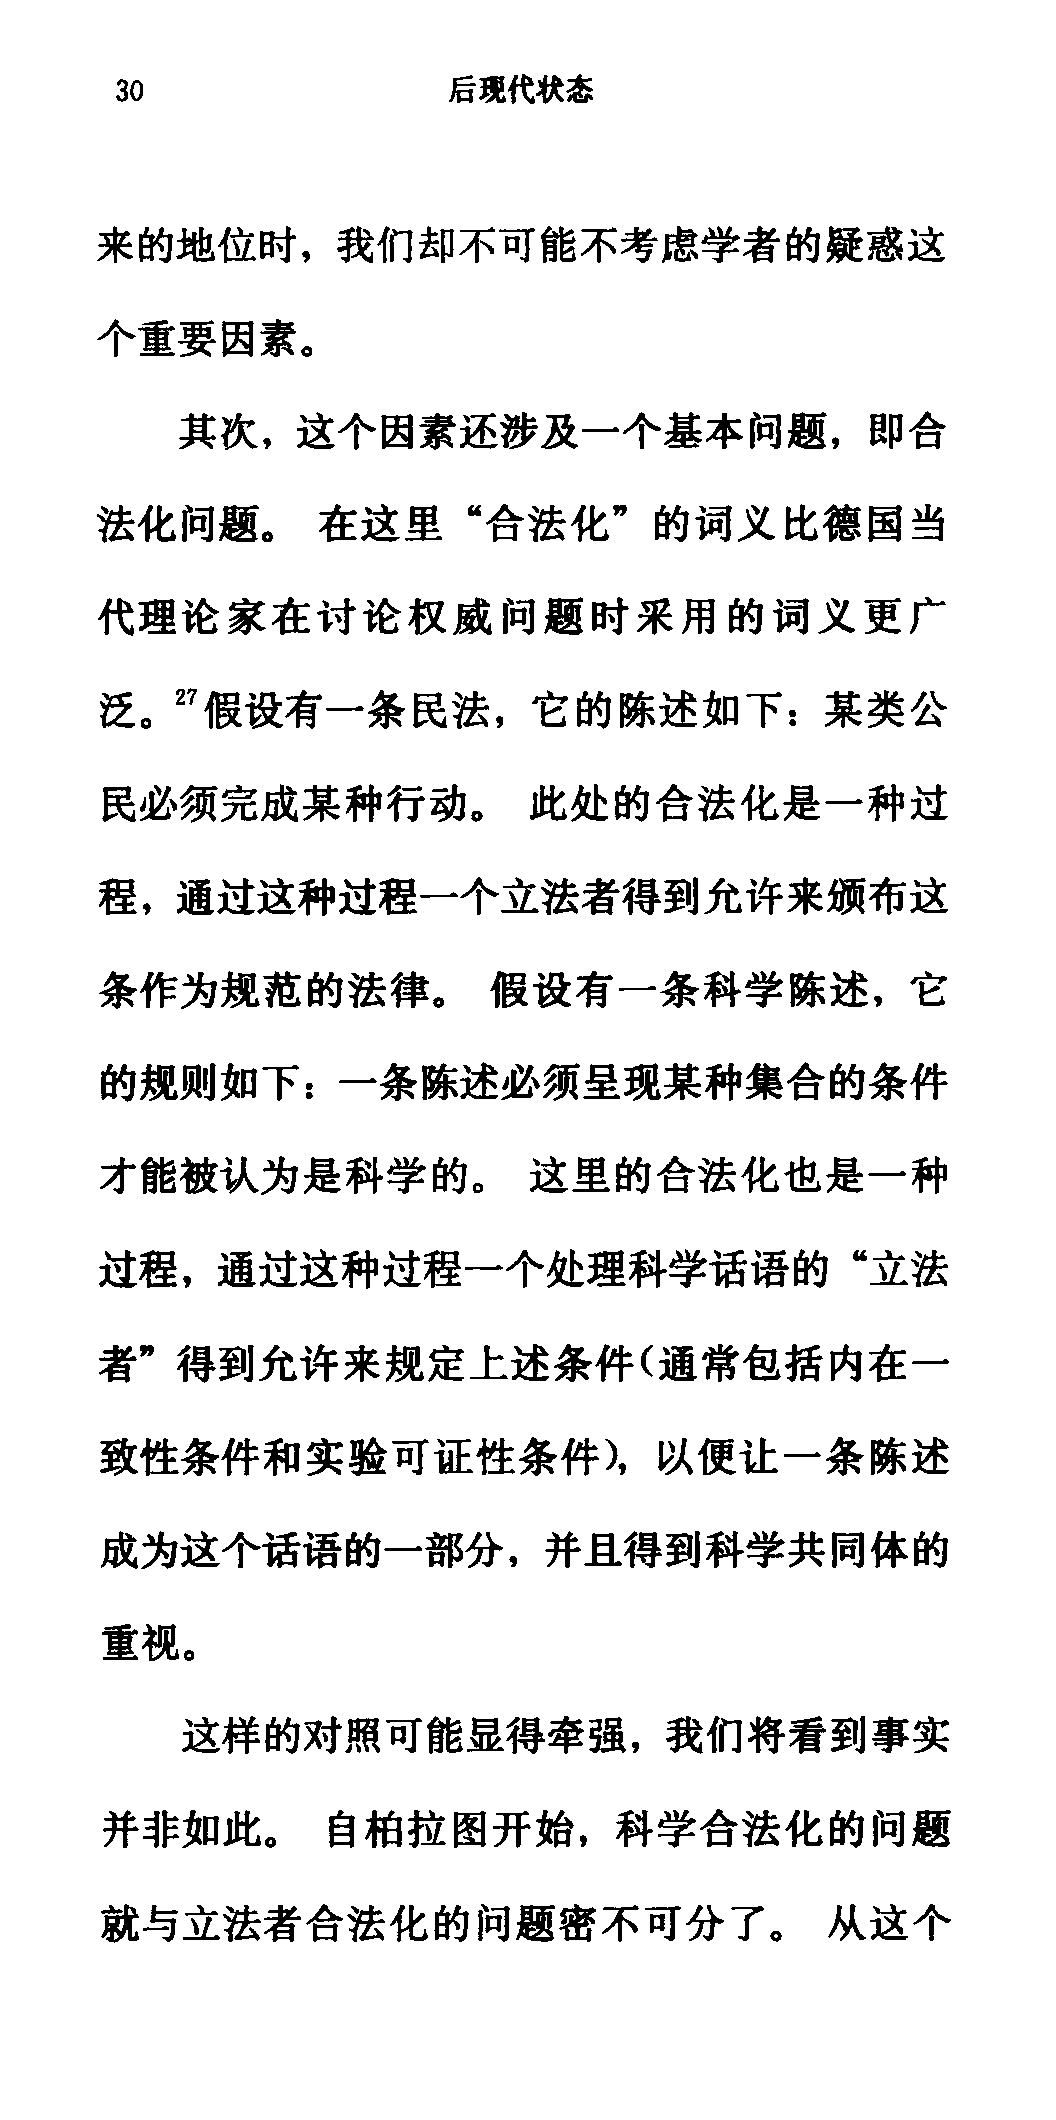 30 后现代状态
来的地位时，我们却不可能不考虑学者的疑惑这
个重要因素。
其次，这个因素还涉及一个基本问题，即合
法化问题。 在这里“合法化”的词义比德国当
代理论家在讨论权威问题时采用的词义更广
泛。27假设有一条民法，它的陈述如下：某类公
民必须完成某种行动。 此处的合法化是一种过
程，通过这种过程一个立法者得到允许来颁布这
条作为规范的法律。 假设有一条科学陈述，它
的规则如下：一条陈述必须呈现某种集合的条件
才能被认为是科学的。 这里的合法化也是一种
过程，通过这种过程一个处理科学话语的“立法
者”得到允许来规定上述条件(通常包括内在一
致性条件和实验可证性条件)，以便让一条陈述
成为这个话语的一部分，并且得到科学共同体的
重视。
这样的对照可能显得牵强，我们将看到事实
并非如此。 自柏拉图开始，科学合法化的问题
就与立法者合法化的问题密不可分了。 从这个